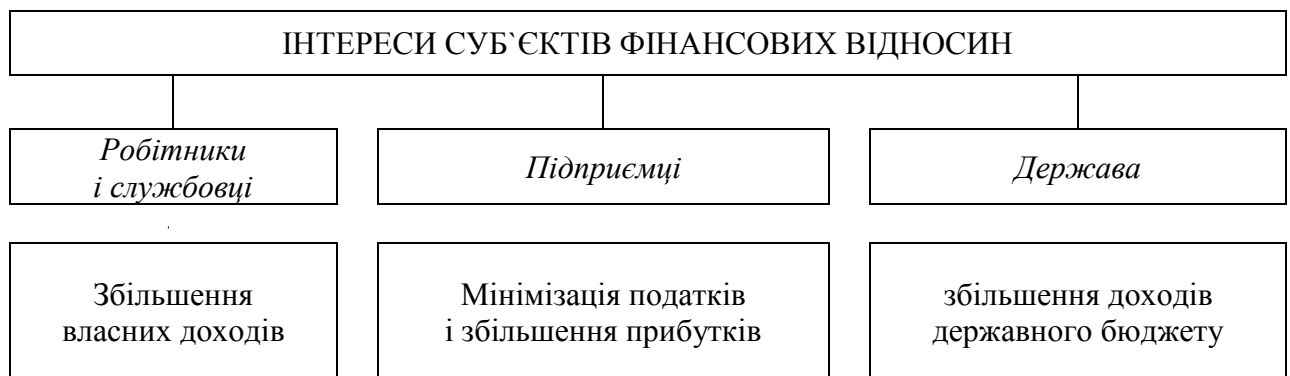 ІНТЕРЕСИ СУБ`ЄКТІВ ФІНАНСОВИХ ВІДНОСИН
Робітники
і службовці
Підприємці
Держава
Збільшення
власних доходів
Мінімізація податків
і збільшення прибутків
збільшення доходів
державного бюджету